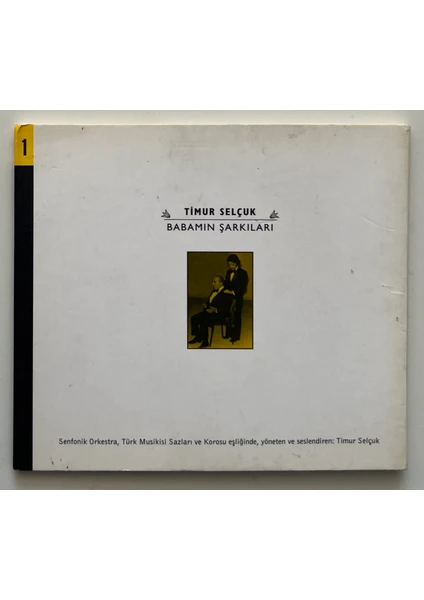 1
TİMUR SELÇUK
BABAMIN ŞARKILARI
Senfonik Orkestra, Türk Musikisi Sazları ve Korosu eşliğinde, yöneten ve seslendiren: Timur Selçuk